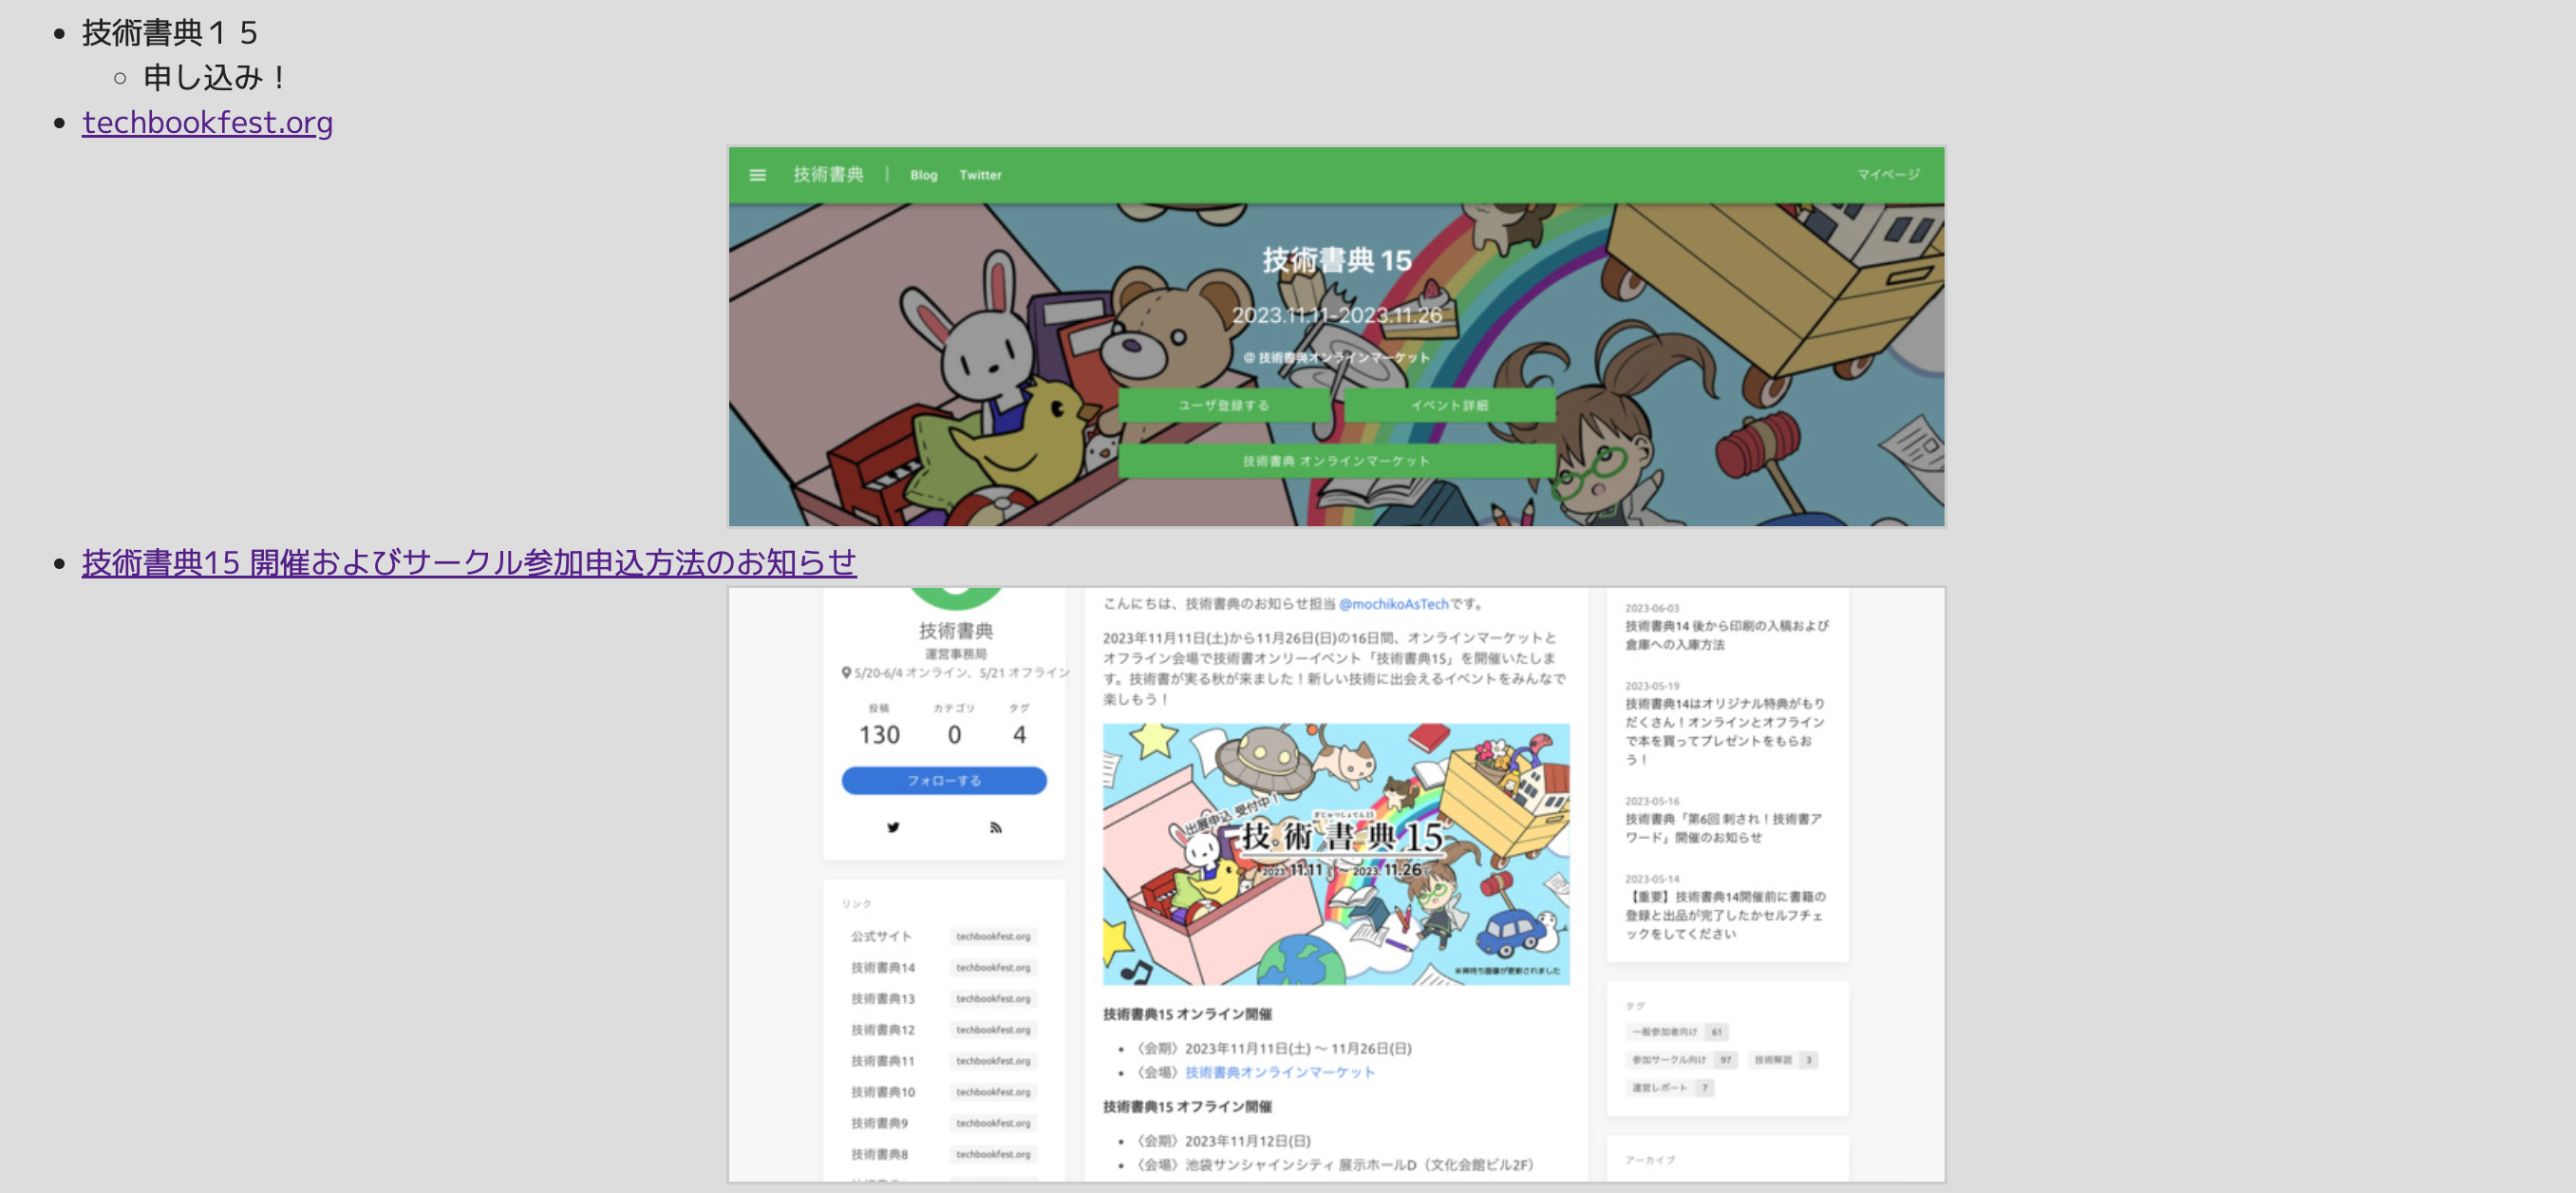 技術書典１５
申し込み！
techbookfest.org
技術書典 | Blog Twitter マイページ
技術書典 15
2023.11.11-2023.11.26
@ 技術書典オンラインマーケット
ユーザ登録する イベント詳細
技術書典 オンラインマーケット
技術書典15 開催およびサークル参加申込方法のお知らせ
技術書典
運営事務局
5/20-6/4 オンライン、5/21 オフライン
投稿 カテゴリ タグ
130 0 4
フォローする
リンク
公式サイト techbookfest.org
技術書典14 techbookfest.org
技術書典13 techbookfest.org
技術書典12 techbookfest.org
技術書典11 techbookfest.org
技術書典10 techbookfest.org
技術書典9 techbookfest.org
技術書典8 techbookfest.org
こんにちは、技術書典のお知らせ担当 @mochikoAsTechです。
2023年11月11日(土)から11月26日(日)の16日間、オンラインマーケットと
オフライン会場で技術書オンリーイベント「技術書典15」を開催いたしま
す。技術書が実る秋が来ました！新しい技術に出会えるイベントをみんなで
楽しもう！
出展申込 受付中！
ぎじゅつしょてん15
技術書典15
2023.11.11 ～ 2023.11.26
技術書典15 オンライン開催
〈会期〉2023年11月11日(土) 〜 11月26日(日)
〈会場〉技術書典オンラインマーケット
技術書典15 オフライン開催
〈会期〉2023年11月12日(日)
〈会場〉池袋サンシャインシティ 展示ホールD（文化会館ビル2F）
2023-06-03
技術書典14 後から印刷の入稿および
倉庫への入庫方法
2023-05-19
技術書典14はオリジナル特典がもり
だくさん！オンラインとオフライン
で本を買ってプレゼントをもらお
う！
2023-05-16
技術書典「第6回 刺され！技術書ア
ワード」開催のお知らせ
2023-05-14
【重要】技術書典14開催前に書籍の
登録と出品が完了したかセルフチェ
ックをしてください
タグ
一般参加者向け 61
参加サークル向け 97 技術解説 3
運営レポート 7
アーカイブ